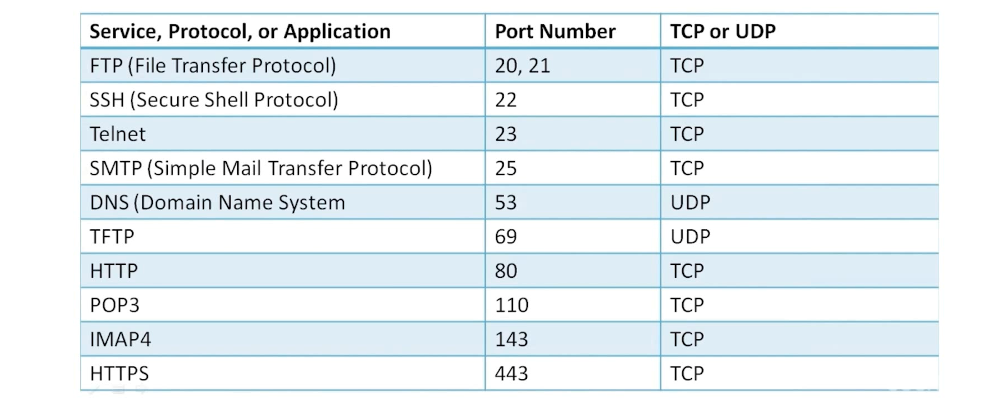 Service, Protocol, or Application Port Number TCP or UDP
FTP (File Transfer Protocol) 20, 21 TCP
SSH (Secure Shell Protocol) 22 TCP
Telnet 23 TCP
SMTP (Simple Mail Transfer Protocol) 25 TCP
DNS (Domain Name System 53 UDP
TFTP 69 UDP
HTTP 80 TCP
POP3 110 TCP
IMAP4 143 TCP
HTTPS 443 TCP